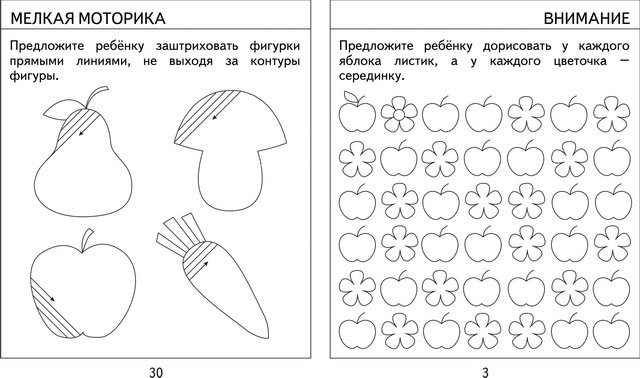 МЕЛКАЯ МОТОРИКА
Предложите ребёнку заштриховать фигурки
прямыми линиями, не выходя за контуры
фигуры.
30
ВНИМАНИЕ
Предложите ребёнку дорисовать у каждого
яблока листик, а у каждого цветочка —
серединку.
3